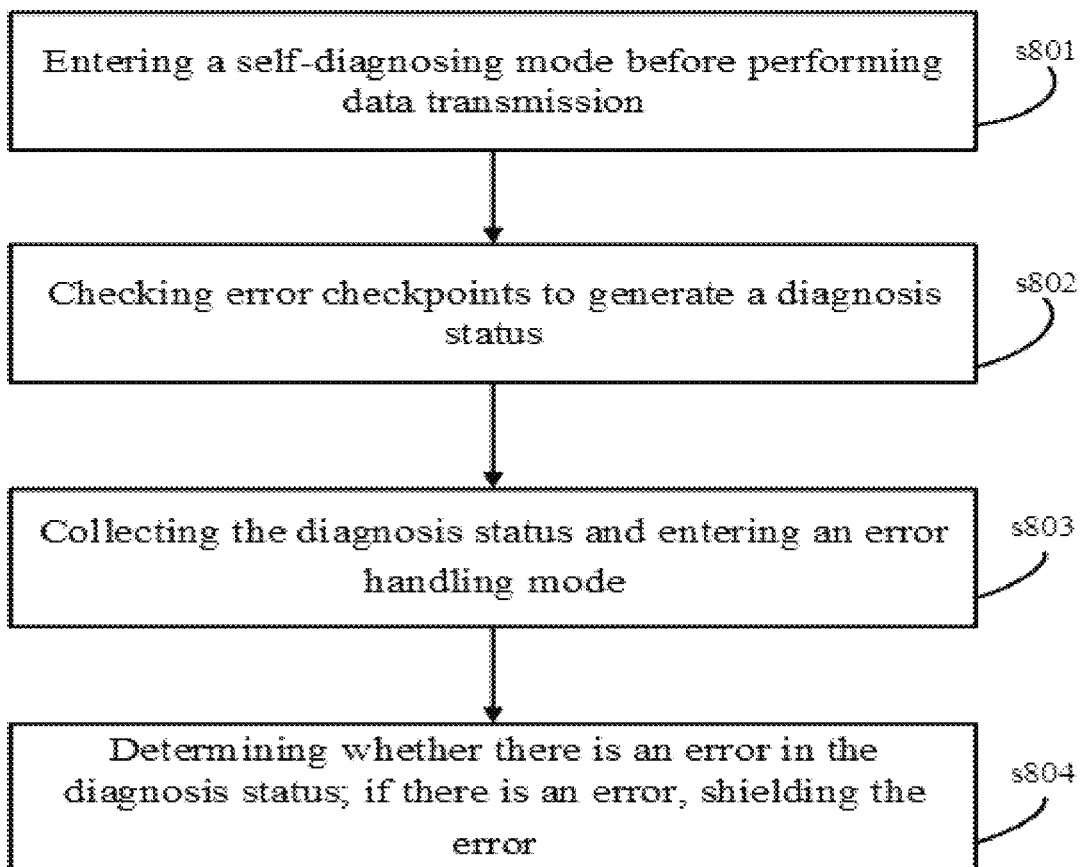 Entering a self-diagnosing mode before performing
data transmission
s801
Checking error checkpoints to generate a diagnosis
status
s802
Collecting the diagnosis status and entering an error
handling mode
s803
Determining whether there is an error in the
diagnosis status; if there is an error, shielding the
error
s804